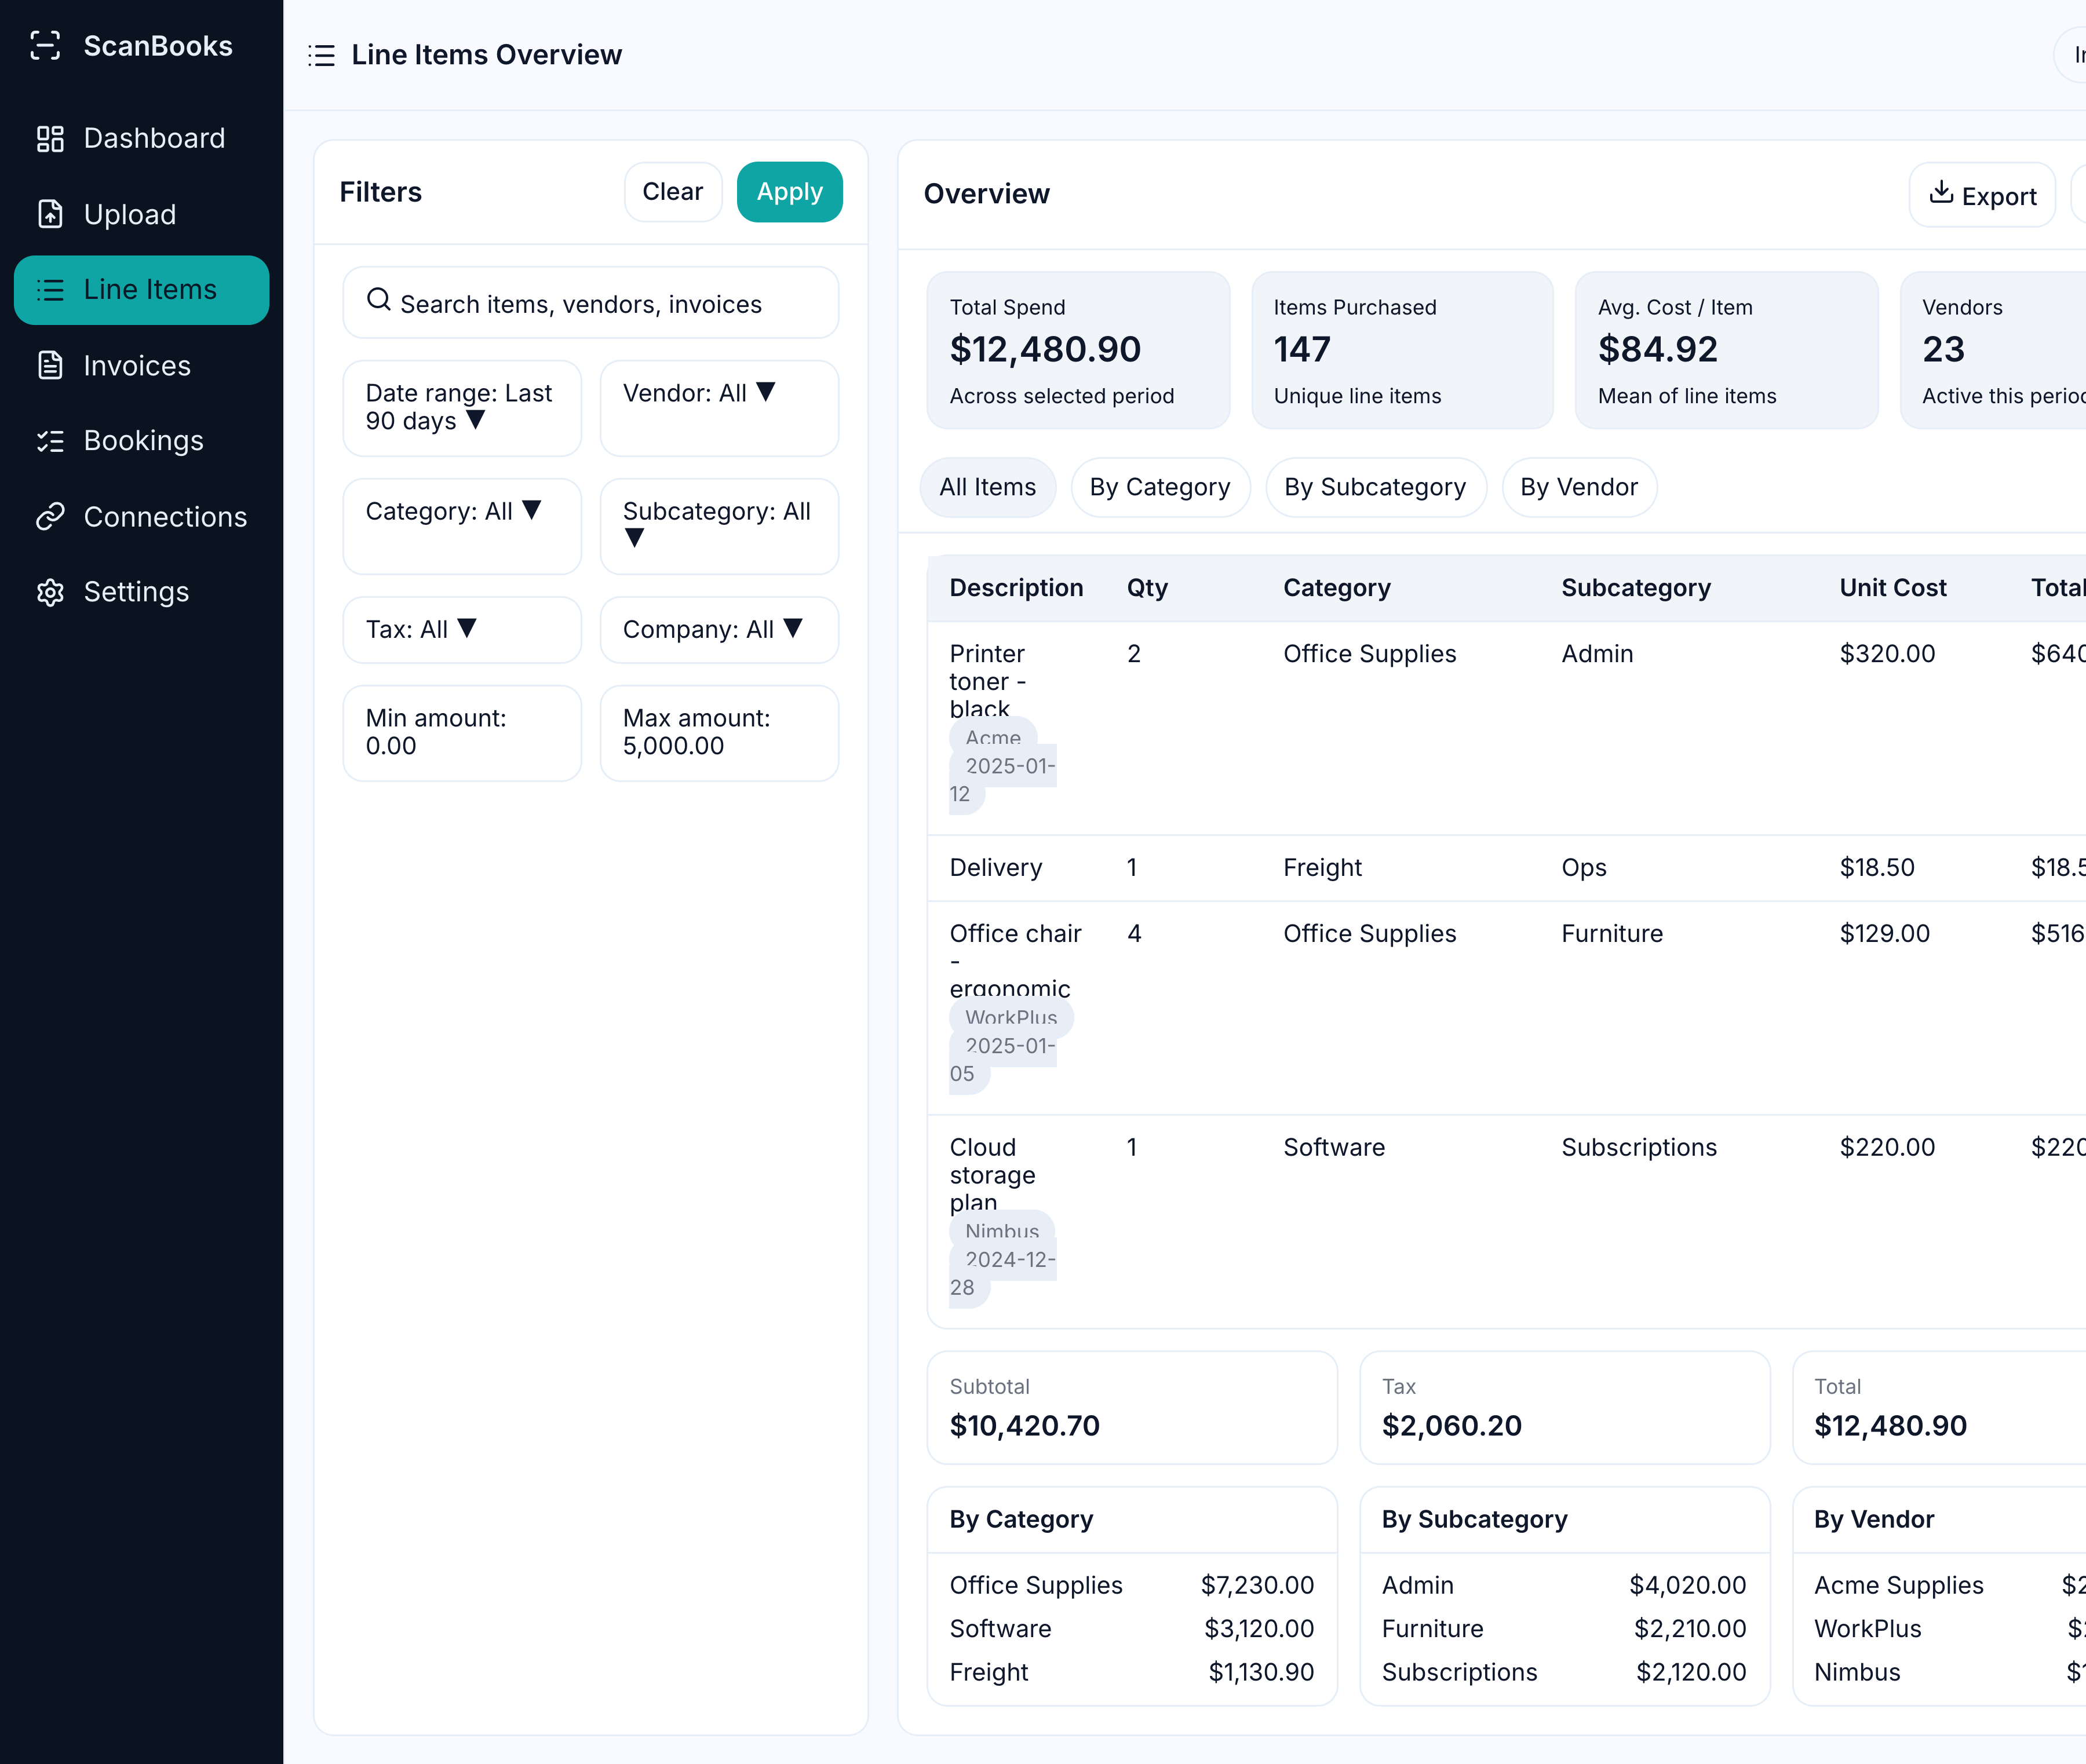 ScanBooks
Dashboard
Upload
Line Items
Invoices
Bookings
Connections
Settings
Line Items Overview
Filters
Clear
Apply
Search items, vendors, invoices
Date range: Last
90 days ▼
Vendor: All ▼
Category: All ▼
Subcategory: All
▼
Tax: All ▼
Company: All ▼
Min amount:
0.00
Max amount:
5,000.00
Overview
Export
Total Spend
$12,480.90
Across selected period
Items Purchased
147
Unique line items
Avg. Cost / Item
$84.92
Mean of line items
Vendors
23
Active this period
All Items
By Category
By Subcategory
By Vendor
Description Qty Category Subcategory Unit Cost Total
Printer 2 Office Supplies Admin $320.00 $640
toner -
black
Acme
2025-01-
12
Delivery 1 Freight Ops $18.50 $18.5
Office chair 4 Office Supplies Furniture $129.00 $516
-
ergonomic
WorkPlus
2025-01-
05
Cloud 1 Software Subscriptions $220.00 $220
storage
plan
Nimbus
2024-12-
28
Subtotal
$10,420.70
Tax
$2,060.20
Total
$12,480.90
By Category
Office Supplies $7,230.00
Software $3,120.00
Freight $1,130.90
By Subcategory
Admin $4,020.00
Furniture $2,210.00
Subscriptions $2,120.00
By Vendor
Acme Supplies
WorkPlus
Nimbus